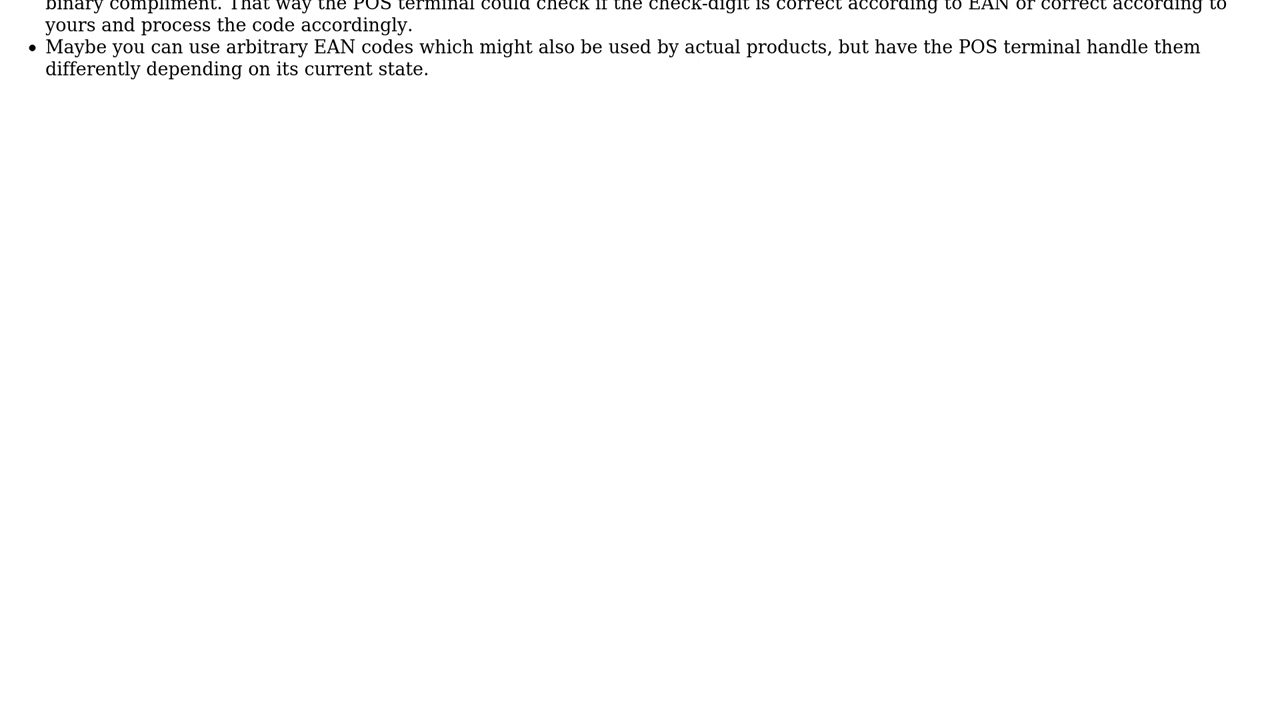 binary compliment. That way the POS terminal could check if the check-digit is correct according to EAN or correct according to
yours and process the code accordingly.
• Maybe you can use arbitrary EAN codes which might also be used by actual products, but have the POS terminal handle them
differently depending on its current state.